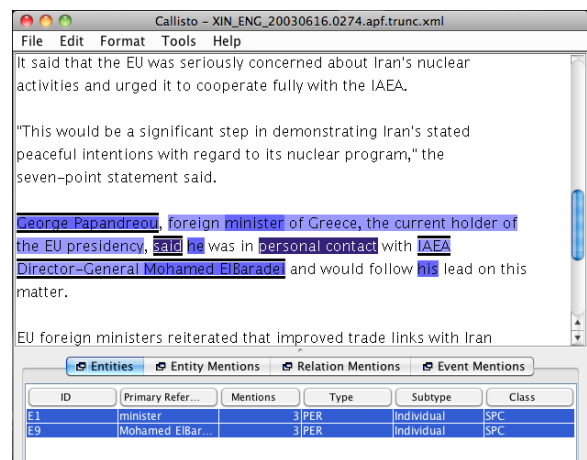 Callisto – XIN_ENG_20030616.0274.apf.trunc.xml
File Edit Format Tools Help
It said that the EU was seriously concerned about Iran's nuclear
activities and urged it to cooperate fully with the IAEA.
"This would be a significant step in demonstrating Iran's stated
peaceful intentions with regard to its nuclear program," the
seven-point statement said.
George Papandreou, foreign minister of Greece, the current holder of
the EU presidency, said he was in personal contact with IAEA
Director-General Mohamed ElBaradei and would follow his lead on this
matter.
EU foreign ministers reiterated that improved trade links with Iran
Entities Entity Mentions Relation Mentions Event Mentions
ID Primary Refer... Mentions Type Subtype Class
E1 minister 3 PER Individual SPC
E9 Mohamed ElBar... 3 PER Individual SPC